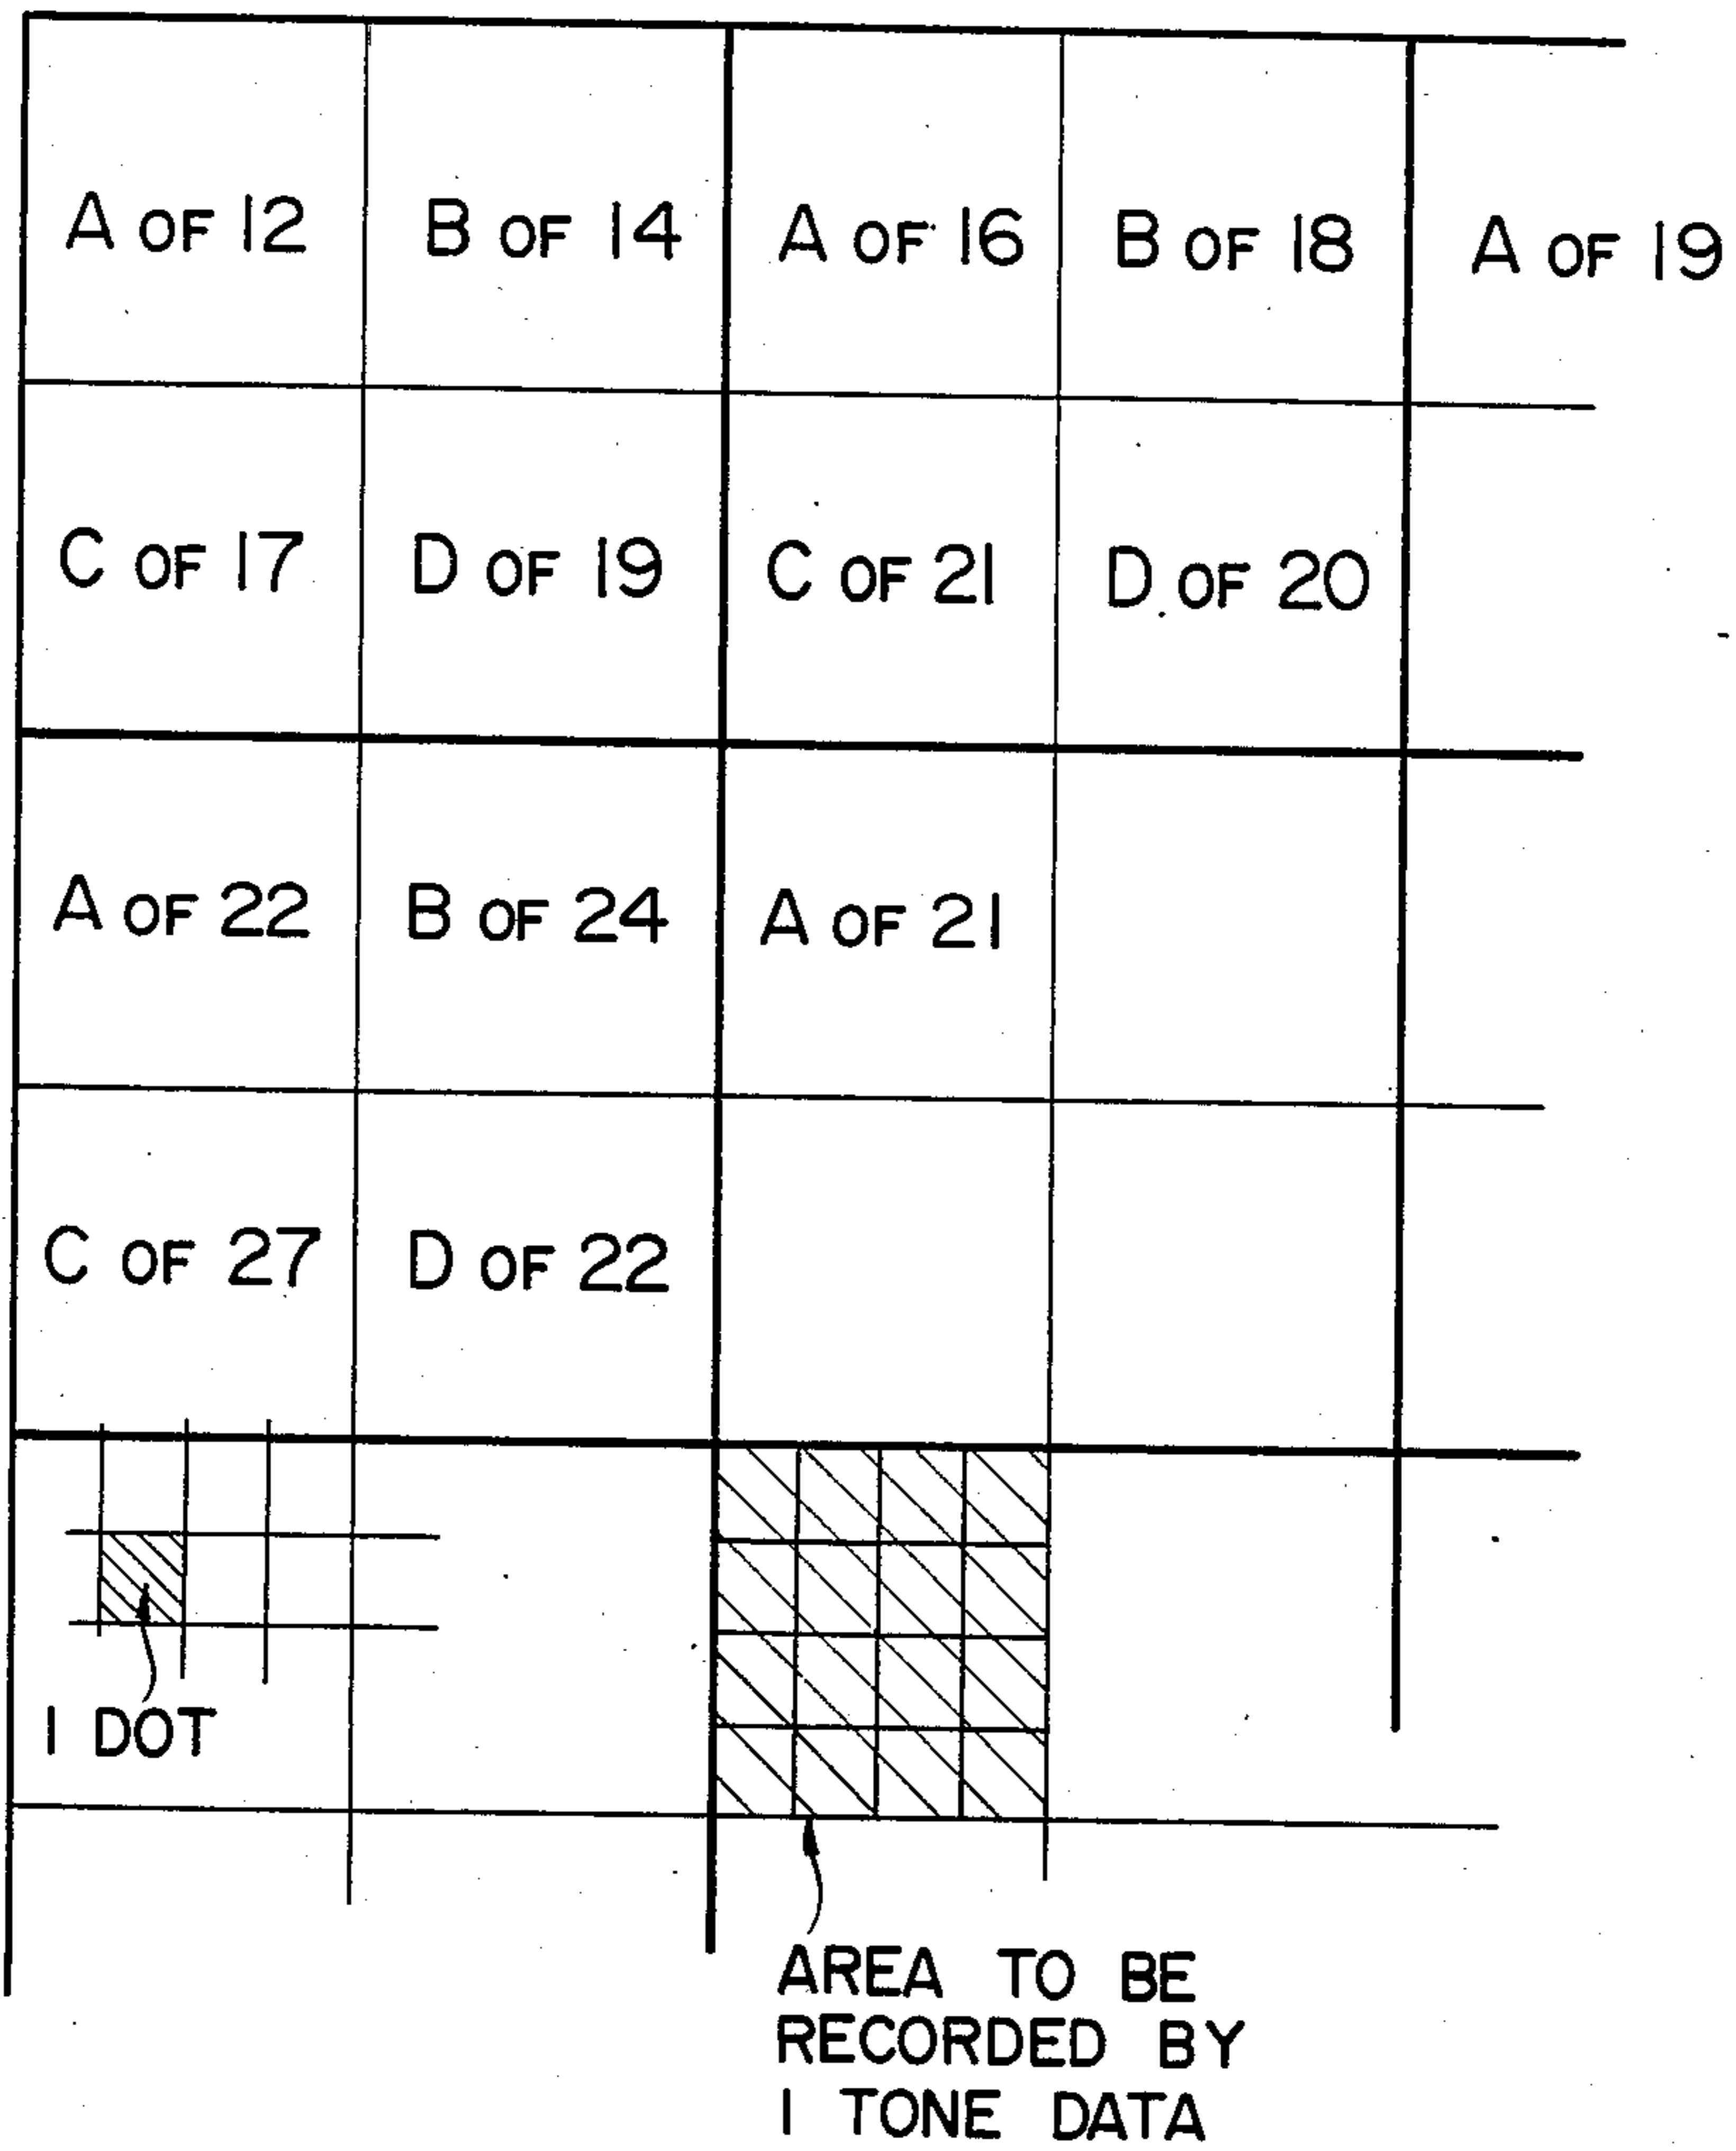 A OF 12 B OF 14 A OF 16 B OF 18 A OF 19
C OF 17 D OF 19 C OF 21 D OF 20
A OF 22 B OF 24 A OF 21
C OF 27 D OF 22
1 DOT
AREA TO BE
RECORDED BY
1 TONE DATA